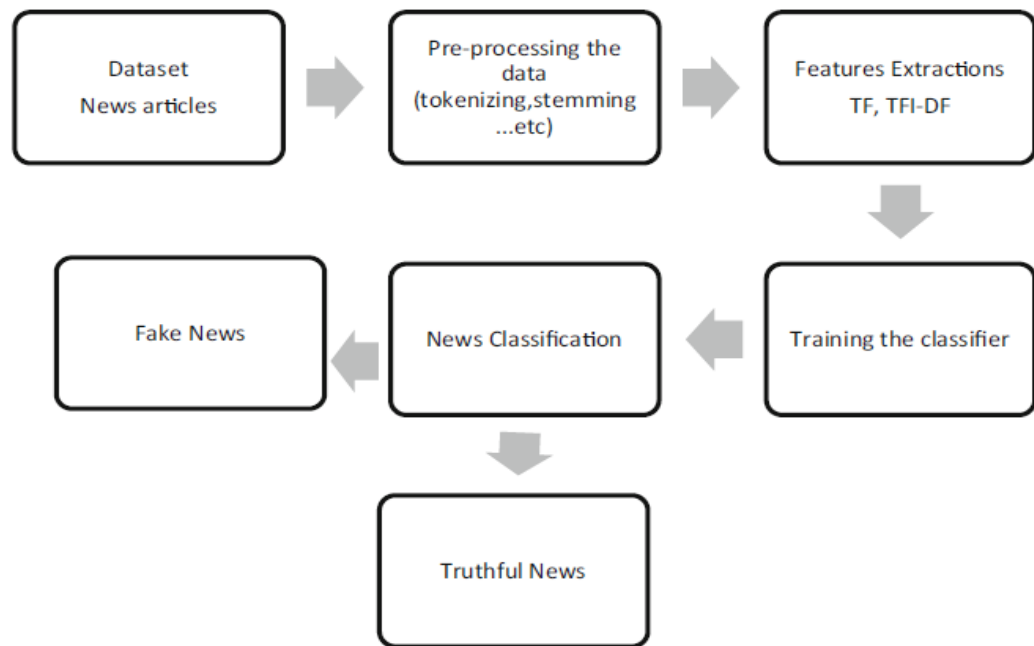 Dataset
News articles
Pre-processing the
data
(tokenizing,stemming
...etc)
Features Extractions
TF, TFI-DF
Fake News
News Classification
Training the classifier
Truthful News